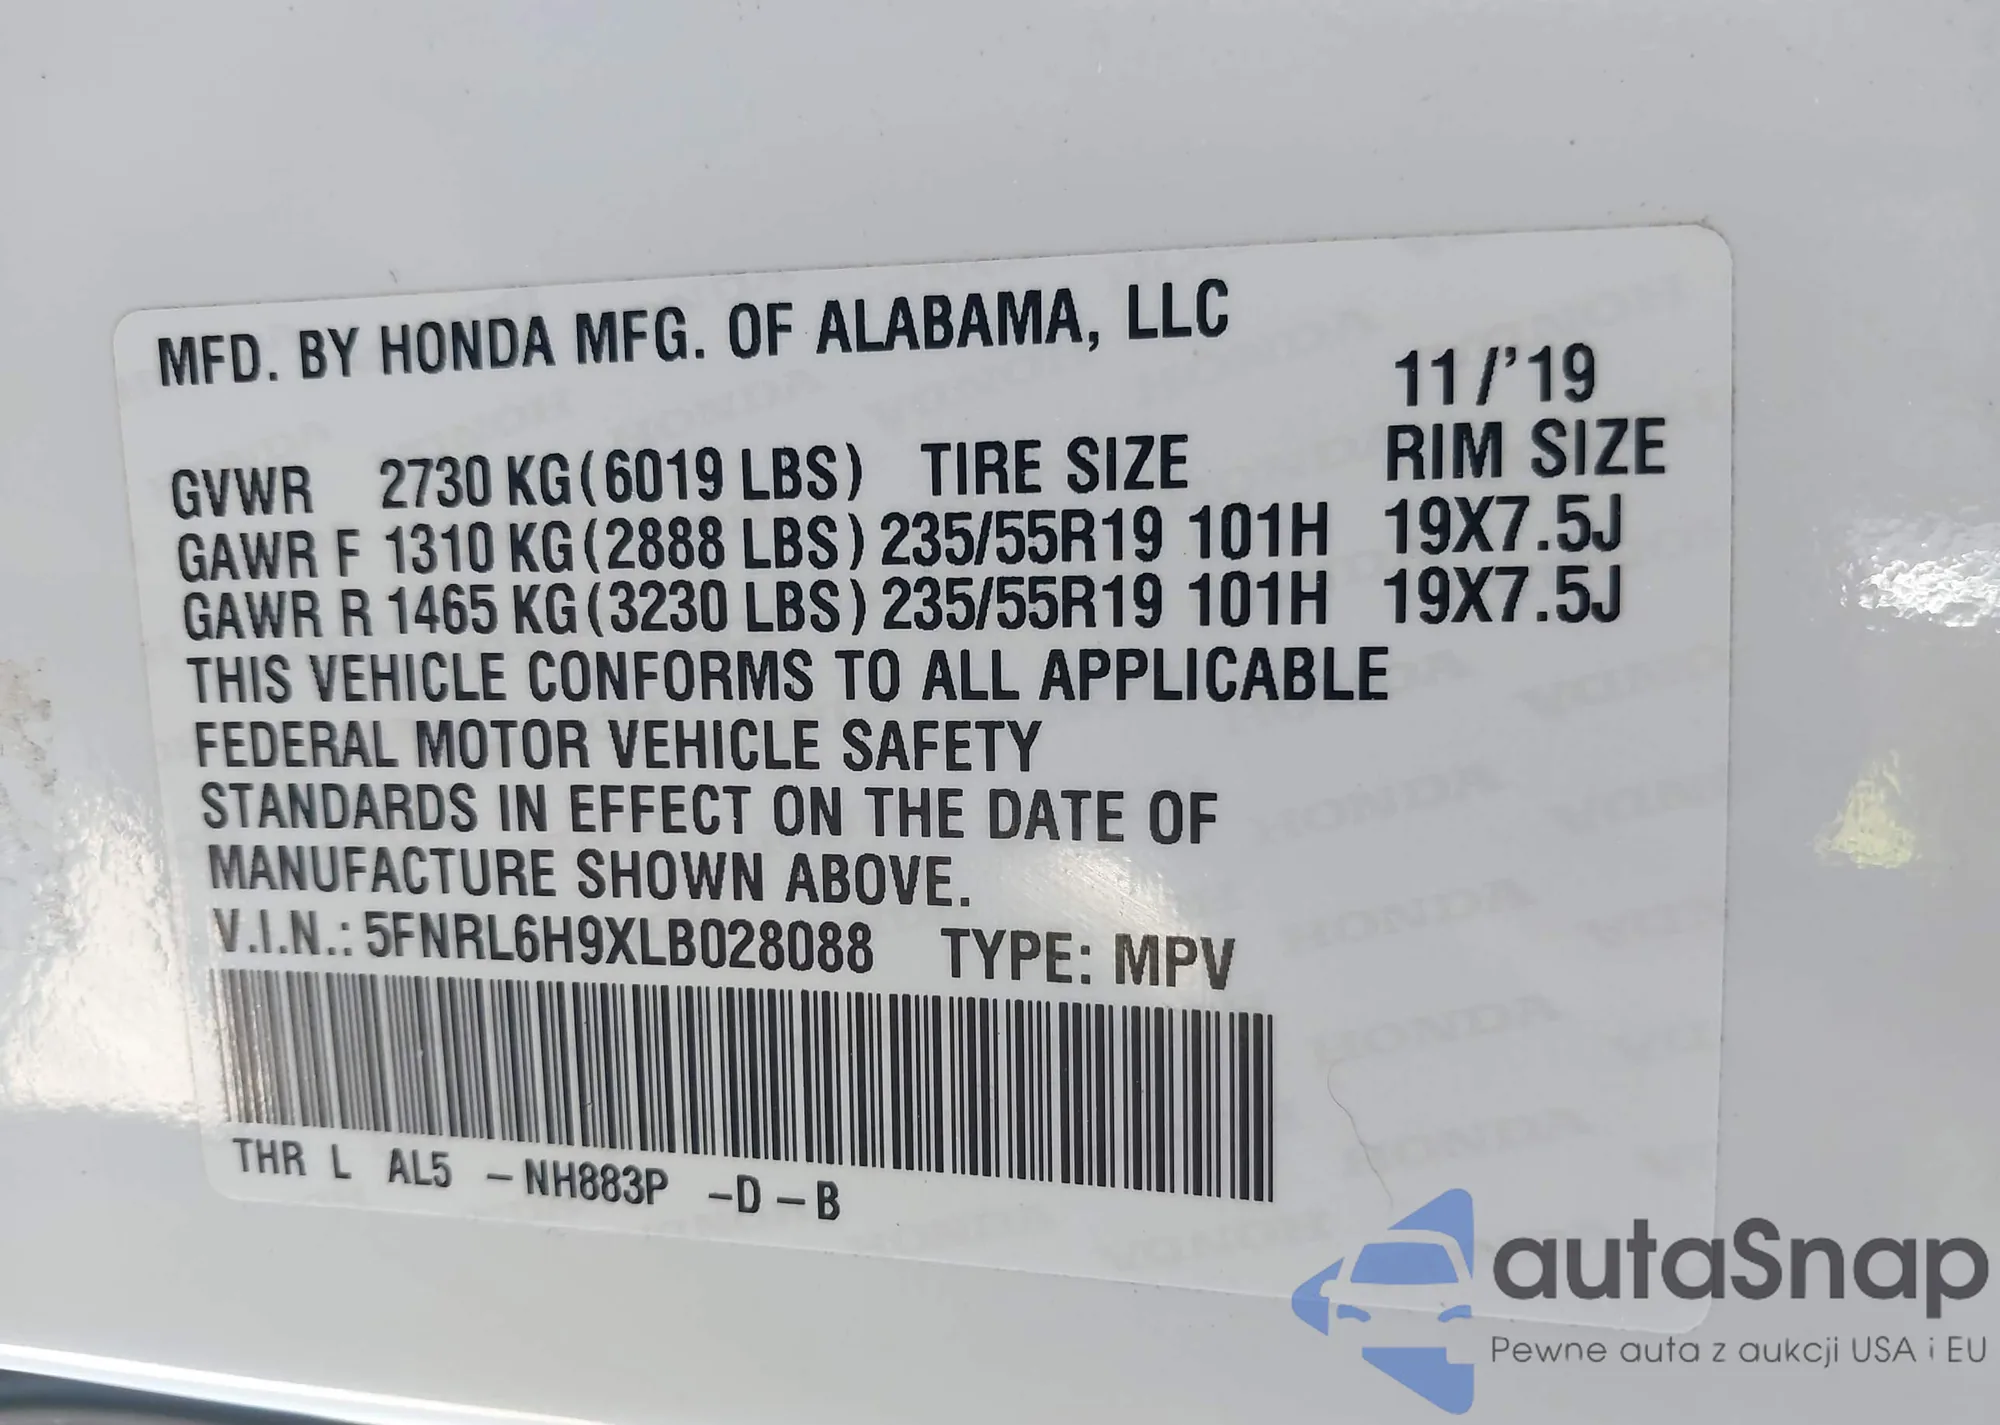 MFD. BY HONDA MFG. OF ALABAMA, LLC
11/'19
GVWR 2730 KG(6019 LBS) TIRE SIZE RIM SIZE
GAWR F 1310 KG(2888 LBS) 235/55R19 101H 19X7.5J
GAWR R 1465 KG(3230 LBS) 235/55R19 101H 19X7.5J
THIS VEHICLE CONFORMS TO ALL APPLICABLE
FEDERAL MOTOR VEHICLE SAFETY
STANDARDS IN EFFECT ON THE DATE OF
MANUFACTURE SHOWN ABOVE.
V.I.N.: 5FNRL6H9XLB028088 TYPE: MPV
THR L AL5 -NH883P -D-B
autaSnap
Pewne auta z aukcji USA i EU